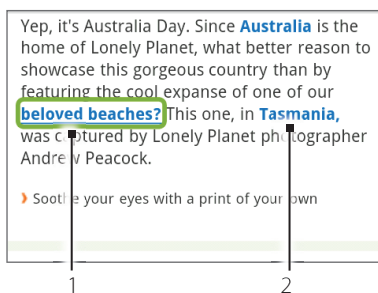 Yep, it's Australia Day. Since Australia is the
home of Lonely Planet, what better reason to
showcase this gorgeous country than by
featuring the cool expanse of one of our
beloved beaches? This one, in Tasmania,
was captured by Lonely Planet photographer
Andrew Peacock.
Soothe your eyes with a print of your own
1 2